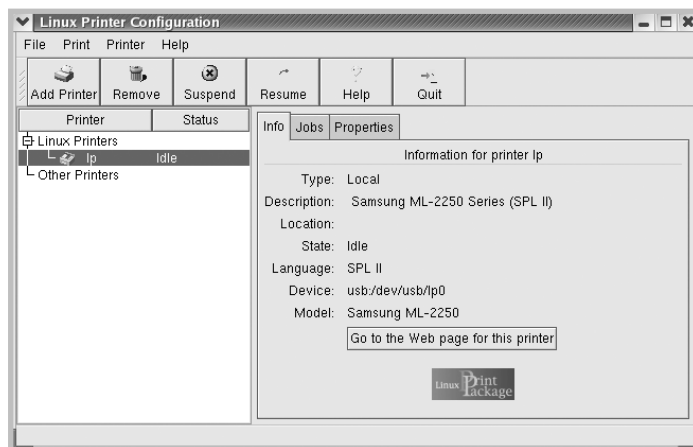 Linux Printer Configuration
File Print Printer Help
Add Printer Remove Suspend Resume Help Quit
Printer Status
Linux Printers
lp Idle
Other Printers
Info Jobs Properties
Information for printer lp
Type: Local
Description: Samsung ML-2250 Series (SPL II)
Location:
State: Idle
Language: SPL II
Device: usb:/dev/usb/lp0
Model: Samsung ML-2250
Go to the Web page for this printer
Linux Print Package